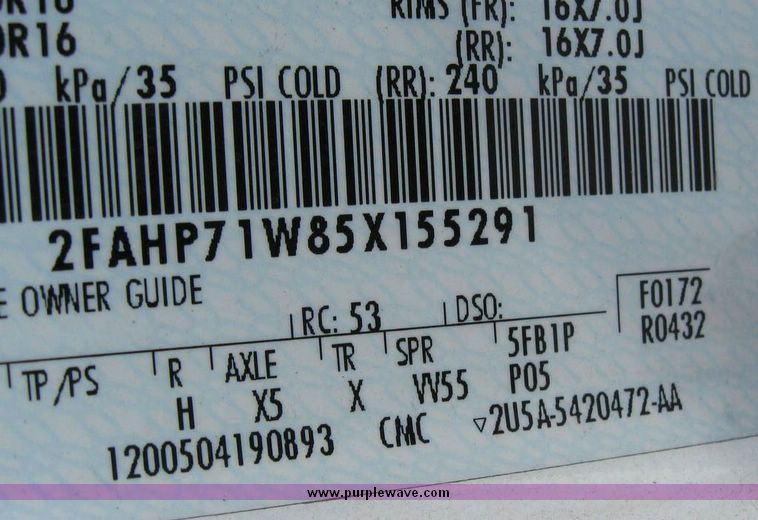 R16
R16
RIMS (FR): 16X7.0J
(RR): 16X7.0J
kPa/35 PSI COLD (RR): 240 kPa/35 PSI COLD
2FAHP71W85X155291
E OWNER GUIDE
RC: 53 DSO:
F0172
R0432
TP/PS R AXLE TR SPR 5FB1P
H X5 X VV55 P05
1200504190893 CMC ▽2U5A-5420472-AA
www.purplewave.com